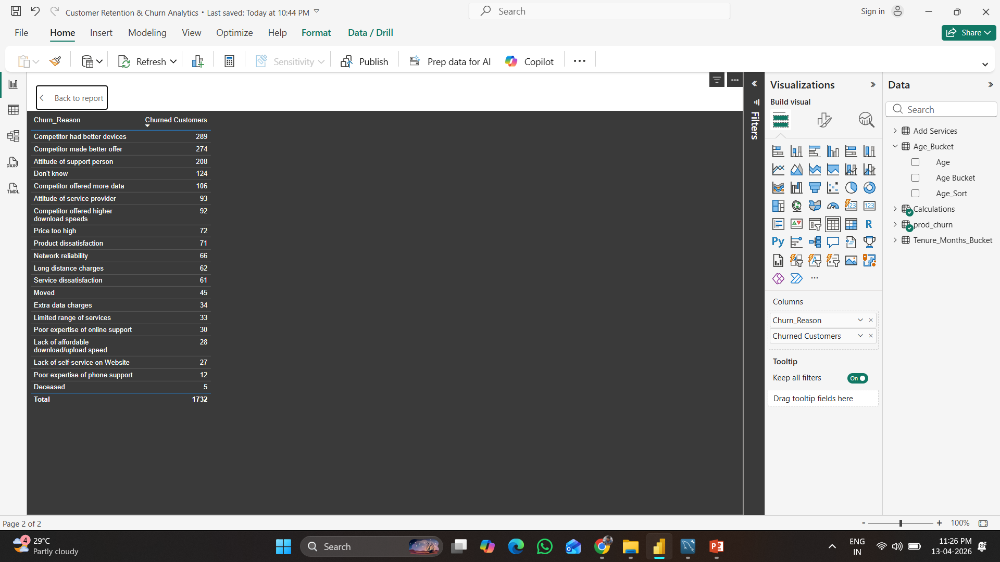 Customer Retention & Churn Analytics • Last saved: Today at 10:44 PM
Search
Sign in
File
Home
Insert
Modeling
View
Optimize
Help
Format
Data / Drill
Share
Refresh
Sensitivity
Publish
Prep data for AI
Copilot
Back to report
Churn_Reason Churned Customers
Competitor had better devices 289
Competitor made better offer 274
Attitude of support person 208
Don't know 124
Competitor offered more data 106
Attitude of service provider 93
Competitor offered higher 92
download speeds
Price too high 72
Product dissatisfaction 71
Network reliability 66
Long distance charges 62
Service dissatisfaction 61
Moved 45
Extra data charges 34
Limited range of services 33
Poor expertise of online support 30
Lack of affordable 28
download/upload speed
Lack of self-service on Website 27
Poor expertise of phone support 12
Deceased 5
Total 1732
Filters
Visualizations
Build visual
123
123
R
Py
Columns
Churn_Reason
Churned Customers
Tooltip
Keep all filters
On
Drag tooltip fields here
Data
Search
Add Services
Age_Bucket
Age
Age Bucket
Age_Sort
Calculations
prod_churn
Tenure_Months_Bucket
DAX
TMDL
Page 2 of 2
- + 100%
4
29°C
Partly cloudy
Search
ENG
IN
11:26 PM
13-04-2026